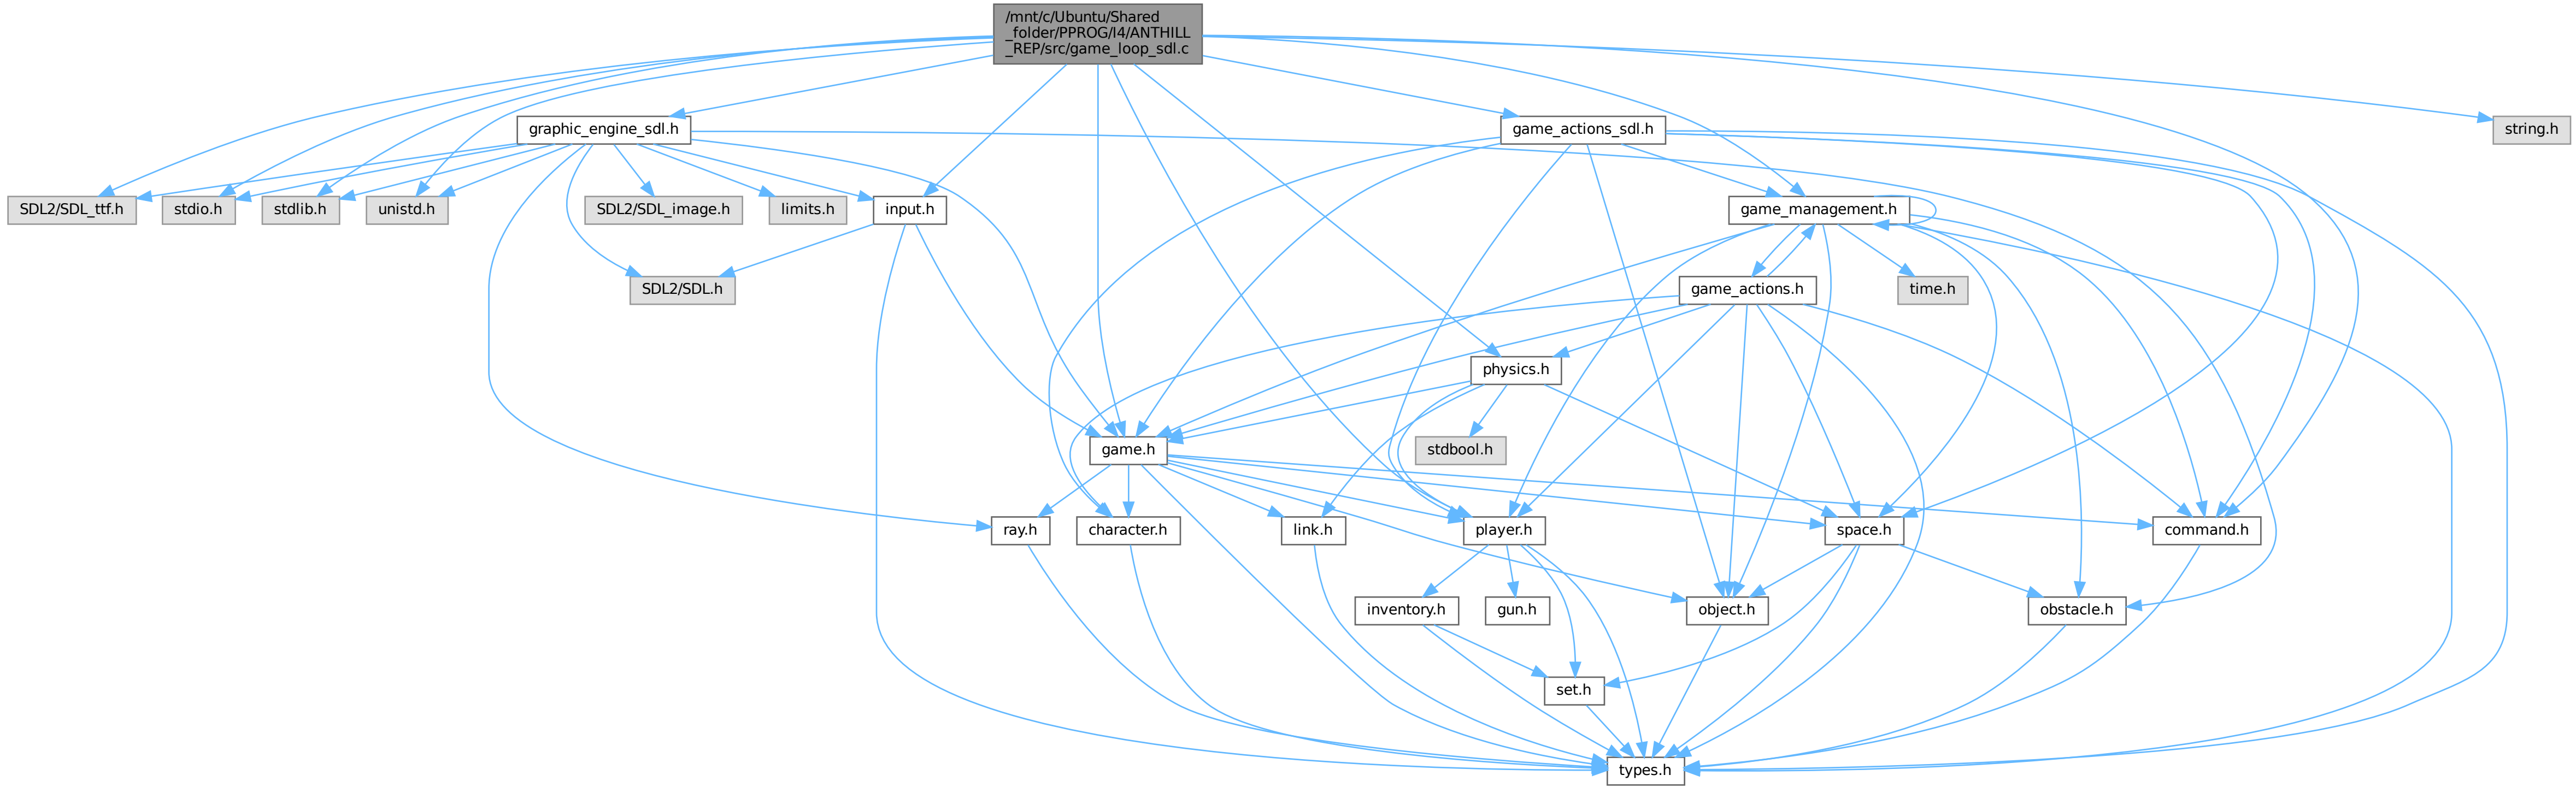 /mnt/c/Ubuntu/Shared
_folder/PPROG/I4/ANTHILL
_REP/src/game_loop_sdl.c
graphic_engine_sdl.h
game_actions_sdl.h
string.h
SDL2/SDL_ttf.h
stdio.h
stdlib.h
unistd.h
SDL2/SDL_image.h
limits.h
input.h
game_management.h
SDL2/SDL.h
game_actions.h
time.h
physics.h
game.h
stdbool.h
ray.h
character.h
link.h
player.h
space.h
command.h
inventory.h
gun.h
object.h
obstacle.h
set.h
types.h